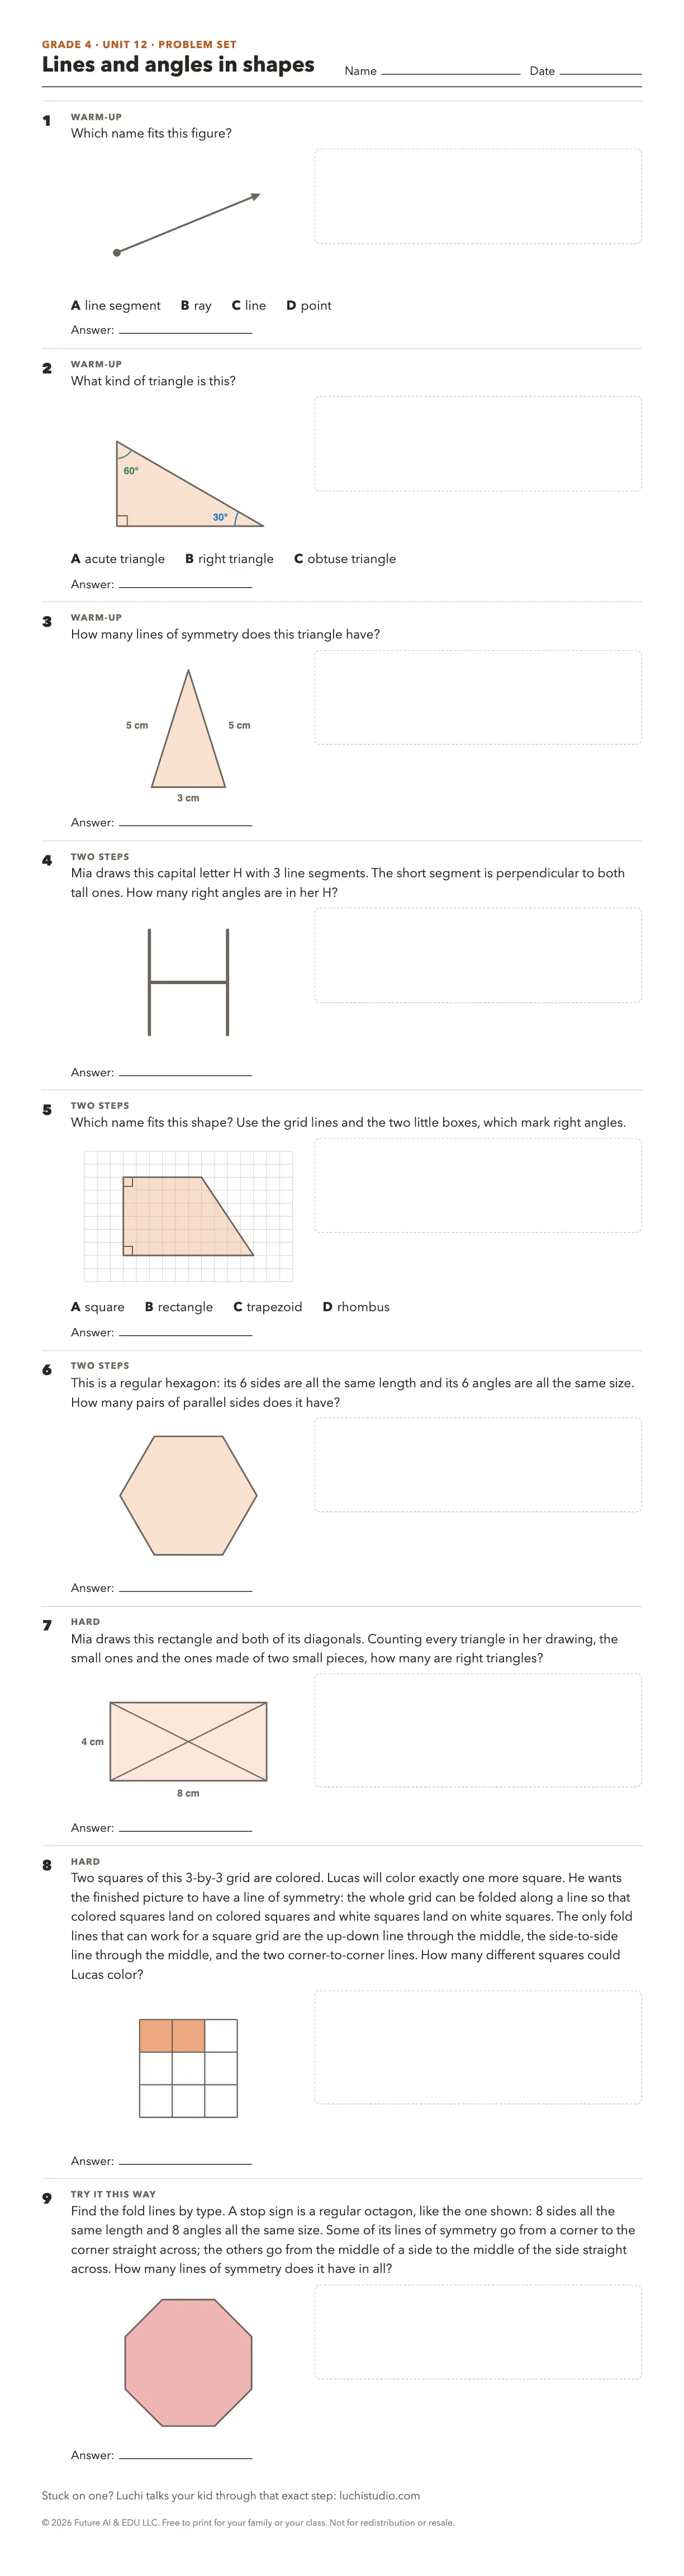 GRADE 4 · UNIT 12 · PROBLEM SET
Lines and angles in shapes
Name
Date
1
WARM-UP
Which name fits this figure?
A line segment B ray C line D point
Answer:
2
WARM-UP
What kind of triangle is this?
60°
30°
A acute triangle B right triangle C obtuse triangle
Answer:
3
WARM-UP
How many lines of symmetry does this triangle have?
5 cm
5 cm
3 cm
Answer:
4
TWO STEPS
Mia draws this capital letter H with 3 line segments. The short segment is perpendicular to both
tall ones. How many right angles are in her H?
Answer:
5
TWO STEPS
Which name fits this shape? Use the grid lines and the two little boxes, which mark right angles.
A square B rectangle C trapezoid D rhombus
Answer:
6
TWO STEPS
This is a regular hexagon: its 6 sides are all the same length and its 6 angles are all the same size.
How many pairs of parallel sides does it have?
Answer:
7
HARD
Mia draws this rectangle and both of its diagonals. Counting every triangle in her drawing, the
small ones and the ones made of two small pieces, how many are right triangles?
4 cm
8 cm
Answer:
8
HARD
Two squares of this 3-by-3 grid are colored. Lucas will color exactly one more square. He wants
the finished picture to have a line of symmetry: the whole grid can be folded along a line so that
colored squares land on colored squares and white squares land on white squares. The only fold
lines that can work for a square grid are the up-down line through the middle, the side-to-side
line through the middle, and the two corner-to-corner lines. How many different squares could
Lucas color?
Answer:
9
TRY IT THIS WAY
Find the fold lines by type. A stop sign is a regular octagon, like the one shown: 8 sides all the
same length and 8 angles all the same size. Some of its lines of symmetry go from a corner to the
corner straight across; the others go from the middle of a side to the middle of the side straight
across. How many lines of symmetry does it have in all?
Answer:
Stuck on one? Luchi talks your kid through that exact step: luchistudio.com
© 2026 Future AI & EDU LLC. Free to print for your family or your class. Not for redistribution or resale.